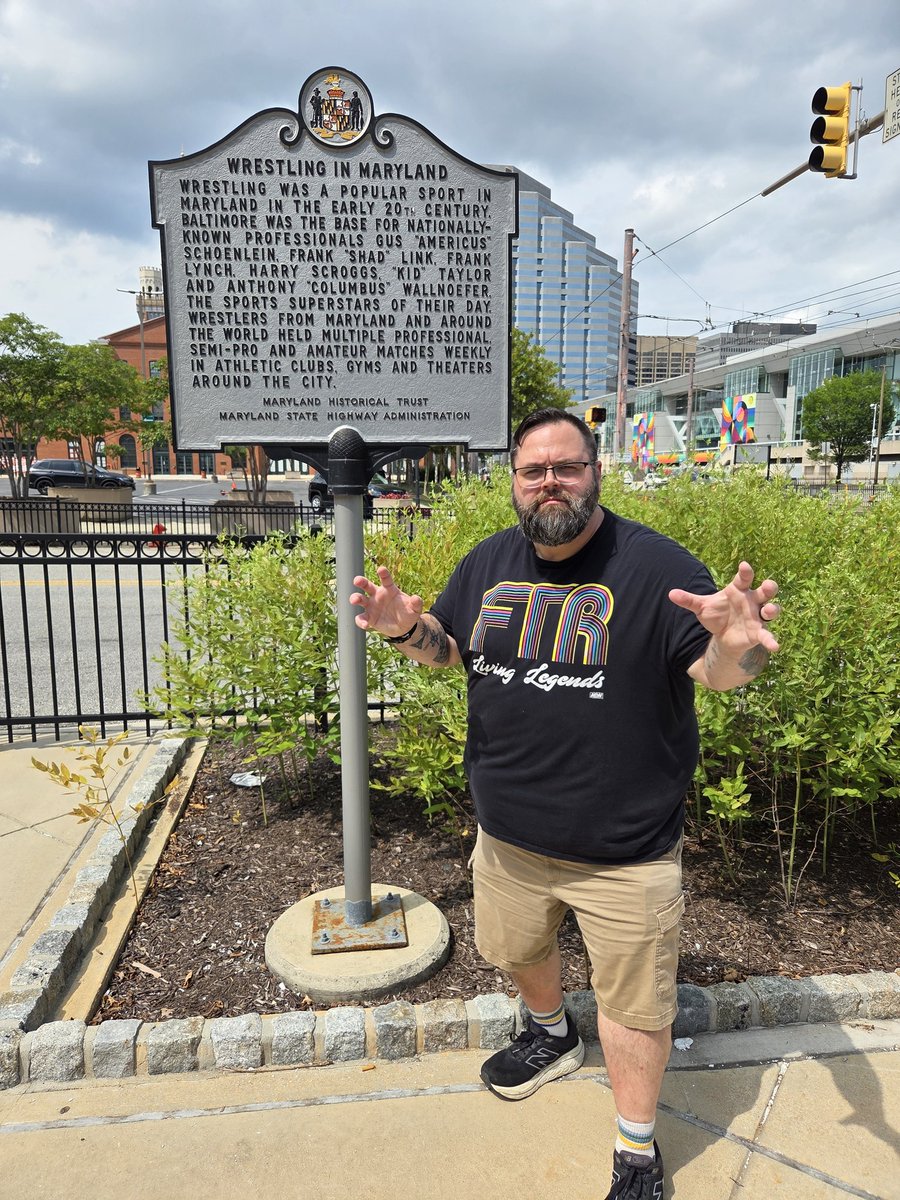 WRESTLING IN MARYLAND
WRESTLING WAS A POPULAR SPORT IN
MARYLAND IN THE EARLY 20TH CENTURY.
BALTIMORE WAS THE BASE FOR NATIONALLY-
KNOWN PROFESSIONALS GUS "AMERICUS"
SCHOENLEIN, FRANK "SHAD" LINK, FRANK
LYNCH, HARRY SCROGGS, "KID" TAYLOR
AND ANTHONY "COLUMBUS" WALLNOEFER,
THE SPORTS SUPERSTARS OF THEIR DAY.
WRESTLERS FROM MARYLAND AND AROUND
THE WORLD HELD MULTIPLE PROFESSIONAL,
SEMI-PRO AND AMATEUR MATCHES WEEKLY
IN ATHLETIC CLUBS, GYMS AND THEATERS
AROUND THE CITY.
MARYLAND HISTORICAL TRUST
MARYLAND STATE HIGHWAY ADMINISTRATION
FTR
Living Legends
AEW